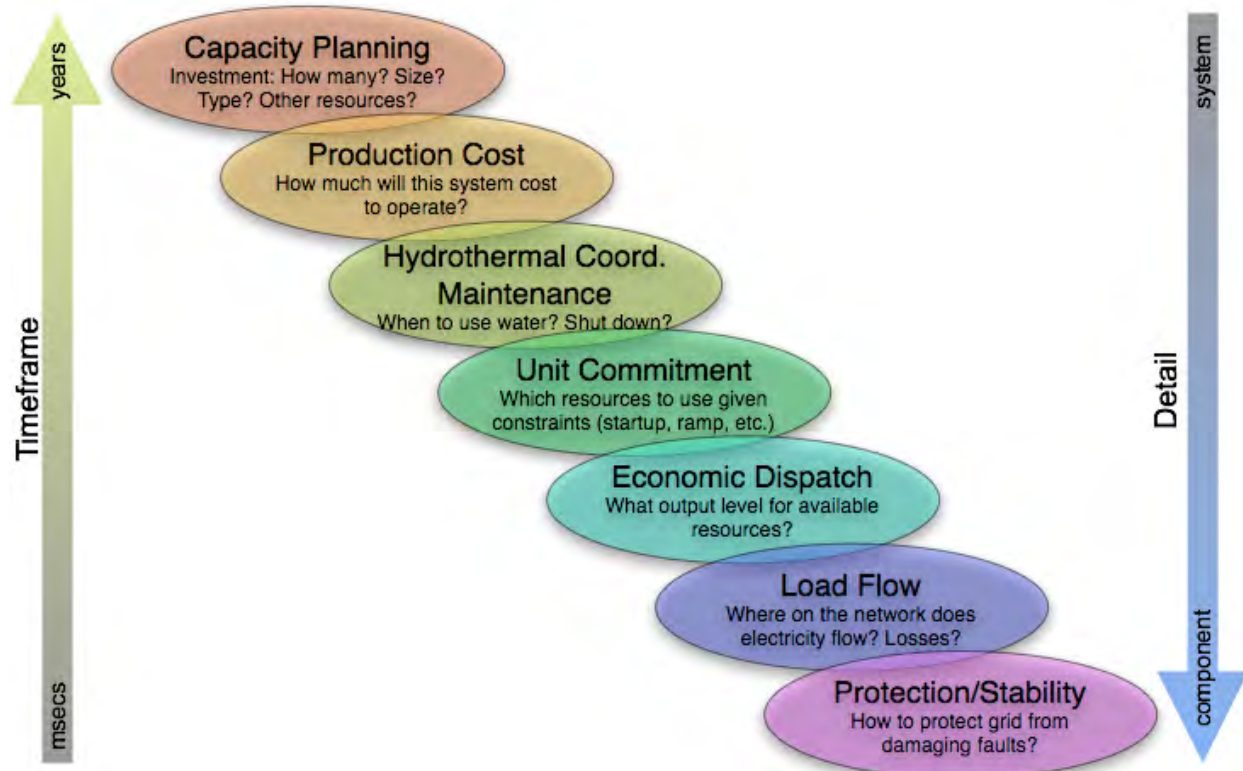 years
Timeframe
msecs
Capacity Planning
Investment: How many? Size?
Type? Other resources?
Production Cost
How much will this system cost
to operate?
Hydrothermal Coord.
Maintenance
When to use water? Shut down?
Unit Commitment
Which resources to use given
constraints (startup, ramp, etc.)
Economic Dispatch
What output level for available
resources?
Load Flow
Where on the network does
electricity flow? Losses?
Protection/Stability
How to protect grid from
damaging faults?
system
Detail
component